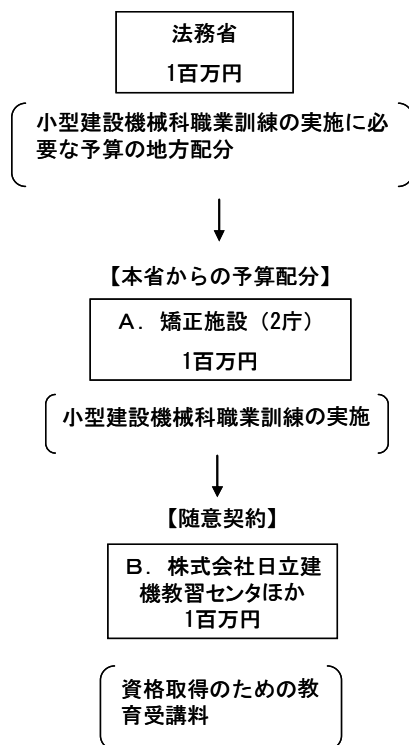 法務省
1百万円
小型建設機械科職業訓練の実施に必
要な予算の地方配分
【本省からの予算配分】
A．矯正施設（2庁）
1百万円
小型建設機械科職業訓練の実施
【随意契約】
B．株式会社日立建
機教習センタほか
1百万円
資格取得のための教
育受講料